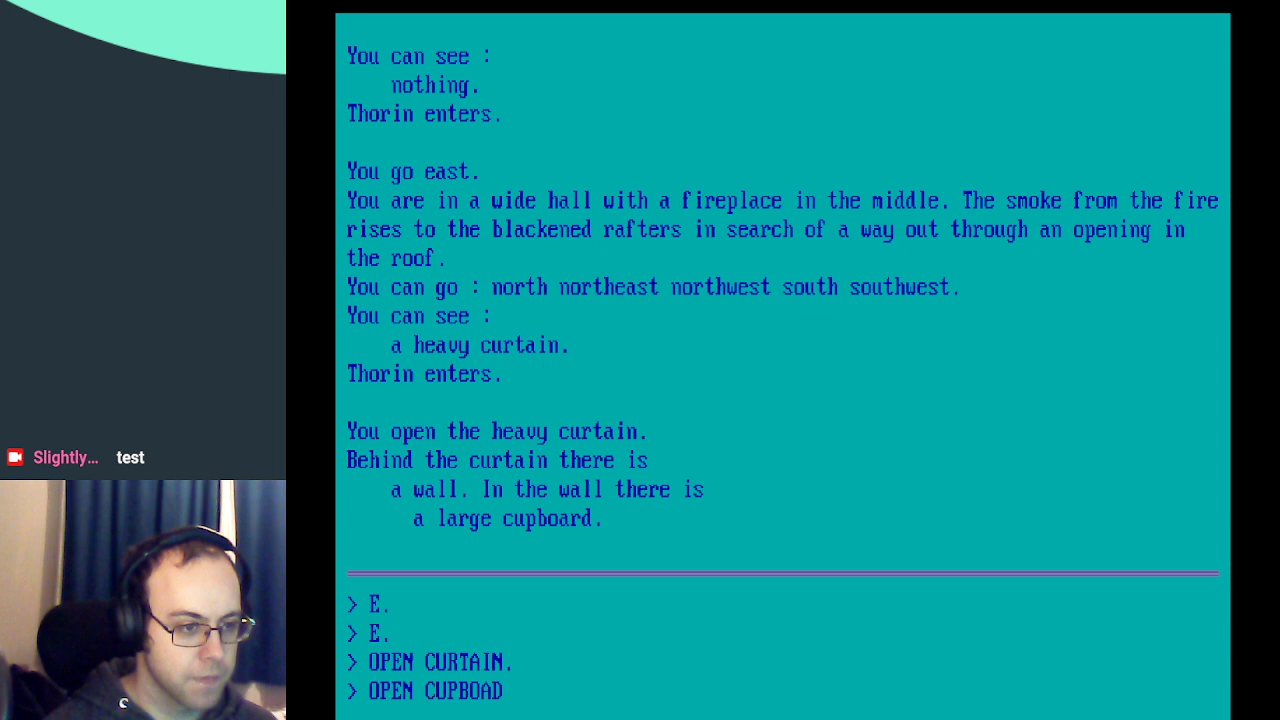 You can see :
nothing.
Thorin enters.
You go east.
You are in a wide hall with a fireplace in the middle. The smoke from the fire
rises to the blackened rafters in search of a way out through an opening in
the roof.
You can go : north northeast northwest south southwest.
You can see :
a heavy curtain.
Thorin enters.
You open the heavy curtain.
Behind the curtain there is
a wall. In the wall there is
a large cupboard.
> E.
> E.
> OPEN CURTAIN.
> OPEN CUPBOAD
Slightly... test